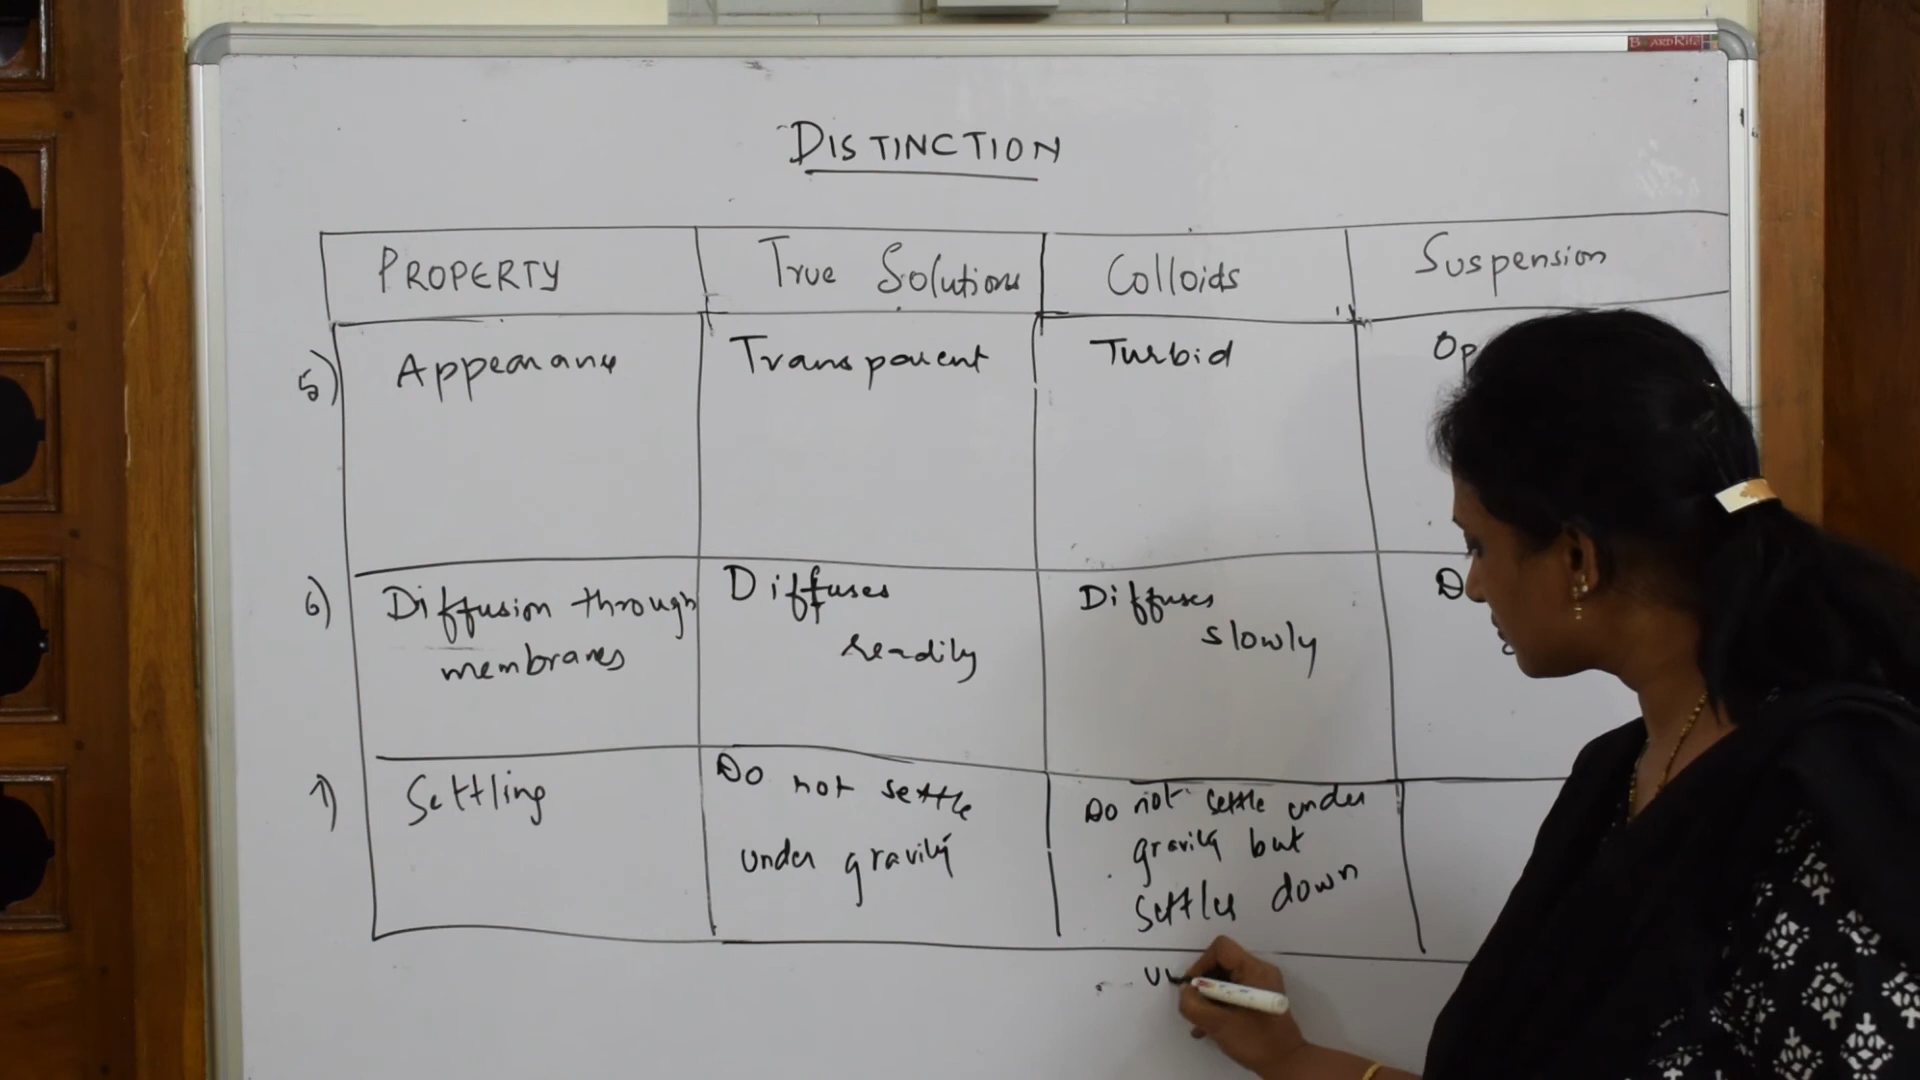 BoardRite
DISTINCTION
PROPERTY
True Solutions
Colloids
Suspension
5)
Appearance
Transparent
Turbid
Op
6)
Diffusion through
membranes
Diffuses
readily
Diffuses
slowly
D
7)
Settling
Do not settle
under gravity
Do not settle under
gravity but
settles down